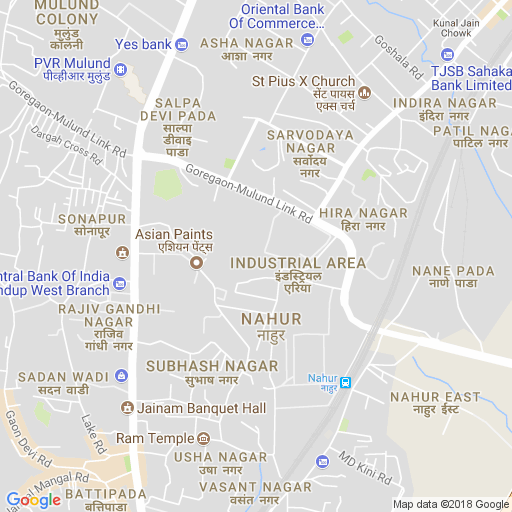 MULUND
COLONY
मुलुंड
कॉलोनी
Oriental Bank
Of Commerce...
Kunal Jain
Chowk
Yes bank
ASHA NAGAR
आशा नगर
Goshala Rd
PVR Mulund
पीव्हीआर मुलुंड
St Pius X Church
सेंट पायस
एक्स चर्च
TJSB Sahaka
Bank Limited
Goregaon-Mulund Link Rd
Dargah Cross Rd
SALPA
DEVI PADA
साल्पा
डीवाइ
पाडा
INDIRA NAGAR
इंदिरा नगर
SARVODAYA
NAGAR
सर्वोदय
नगर
PATIL NAGA
पाटिल नगर
Goregaon-Mulund Link Rd
SONAPUR
सोनापूर
HIRA NAGAR
हिरा नगर
Asian Paints
एशियन पेंट्स
INDUSTRIAL AREA
इंडस्ट्रियल
एरिया
NANE PADA
नाणे पाडा
entral Bank Of India
ndup West Branch
RAJIV GANDHI
NAGAR
राजिव
गांधी नगर
NAHUR
नाहुर
SUBHASH NAGAR
सुभाष नगर
SADAN WADI
सदन वाडी
Nahur
नाहुर
NAHUR EAST
नाहुर ईस्ट
Jainam Banquet Hall
Lake Rd
Gaon Devi Rd
Ram Temple
USHA NAGAR
उषा नगर
MD Kini Rd
Mangal Rd
BATTIPADA
बत्तिपाडा
VASANT NAGAR
वसंत नगर
Google
Map data ©2018 Google